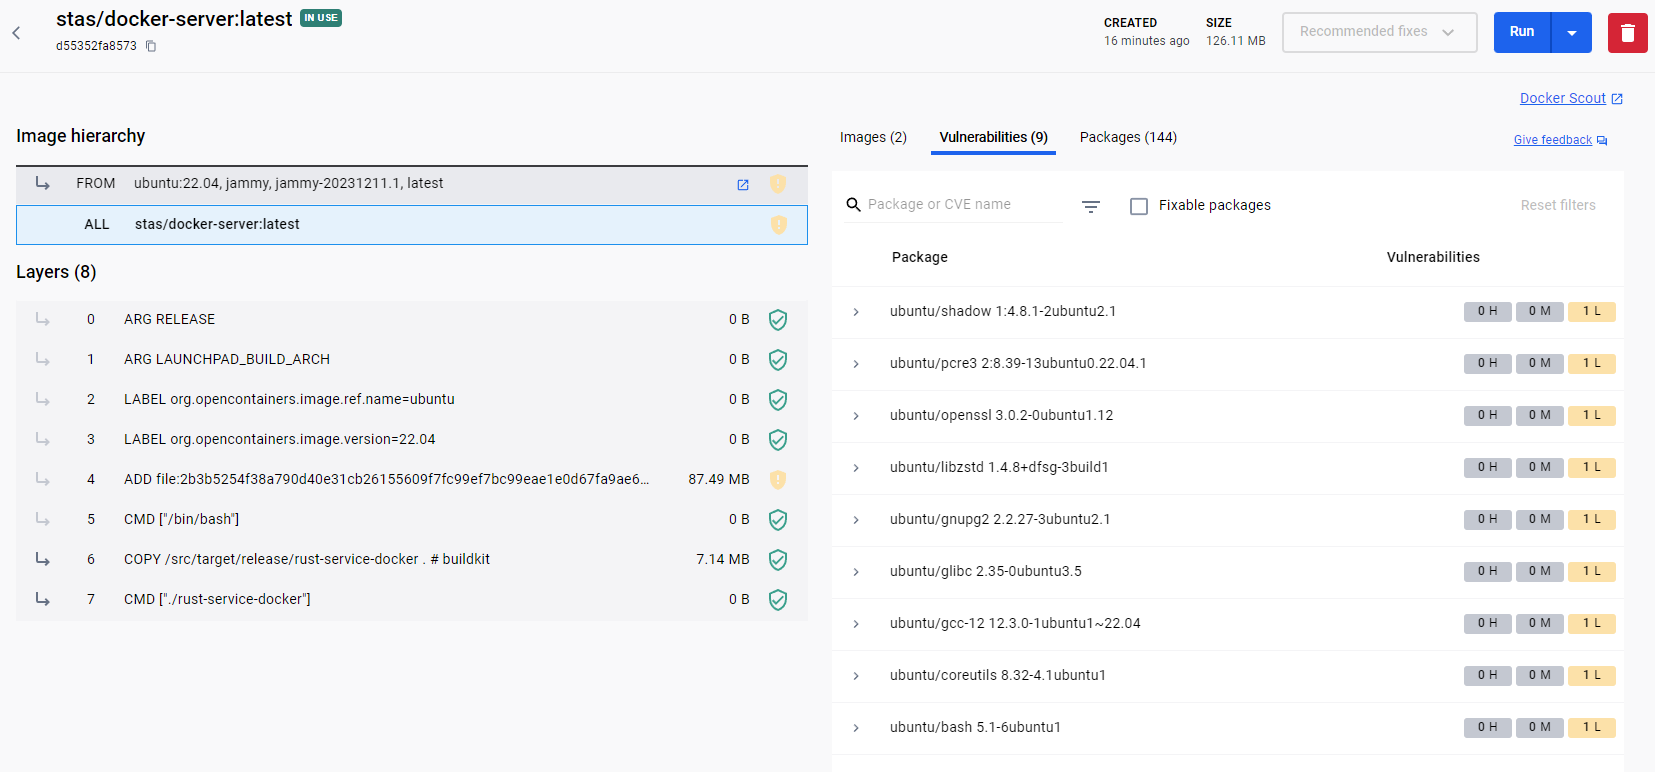 stas/docker-server:latest IN USE
d55352fa8573
CREATED
16 minutes ago
SIZE
126.11 MB
Recommended fixes
Run
Docker Scout
Give feedback
Image hierarchy
FROM ubuntu:22.04, jammy, jammy-20231211.1, latest
ALL stas/docker-server:latest
Layers (8)
0 ARG RELEASE 0 B
1 ARG LAUNCHPAD_BUILD_ARCH 0 B
2 LABEL org.opencontainers.image.ref.name=ubuntu 0 B
3 LABEL org.opencontainers.image.version=22.04 0 B
4 ADD file:2b3b5254f38a790d40e31cb26155609f7fc99ef7bc99eae1e0d67fa9ae6... 87.49 MB
5 CMD ["/bin/bash"] 0 B
6 COPY /src/target/release/rust-service-docker . # buildkit 7.14 MB
7 CMD ["./rust-service-docker"] 0 B
Images (2) Vulnerabilities (9) Packages (144)
Package or CVE name Fixable packages Reset filters
Package Vulnerabilities
ubuntu/shadow 1:4.8.1-2ubuntu2.1 0 H 0 M 1 L
ubuntu/pcre3 2:8.39-13ubuntu0.22.04.1 0 H 0 M 1 L
ubuntu/openssl 3.0.2-0ubuntu1.12 0 H 0 M 1 L
ubuntu/libzstd 1.4.8+dfsg-3build1 0 H 0 M 1 L
ubuntu/gnupg2 2.2.27-3ubuntu2.1 0 H 0 M 1 L
ubuntu/glibc 2.35-0ubuntu3.5 0 H 0 M 1 L
ubuntu/gcc-12 12.3.0-1ubuntu1~22.04 0 H 0 M 1 L
ubuntu/coreutils 8.32-4.1ubuntu1 0 H 0 M 1 L
ubuntu/bash 5.1-6ubuntu1 0 H 0 M 1 L